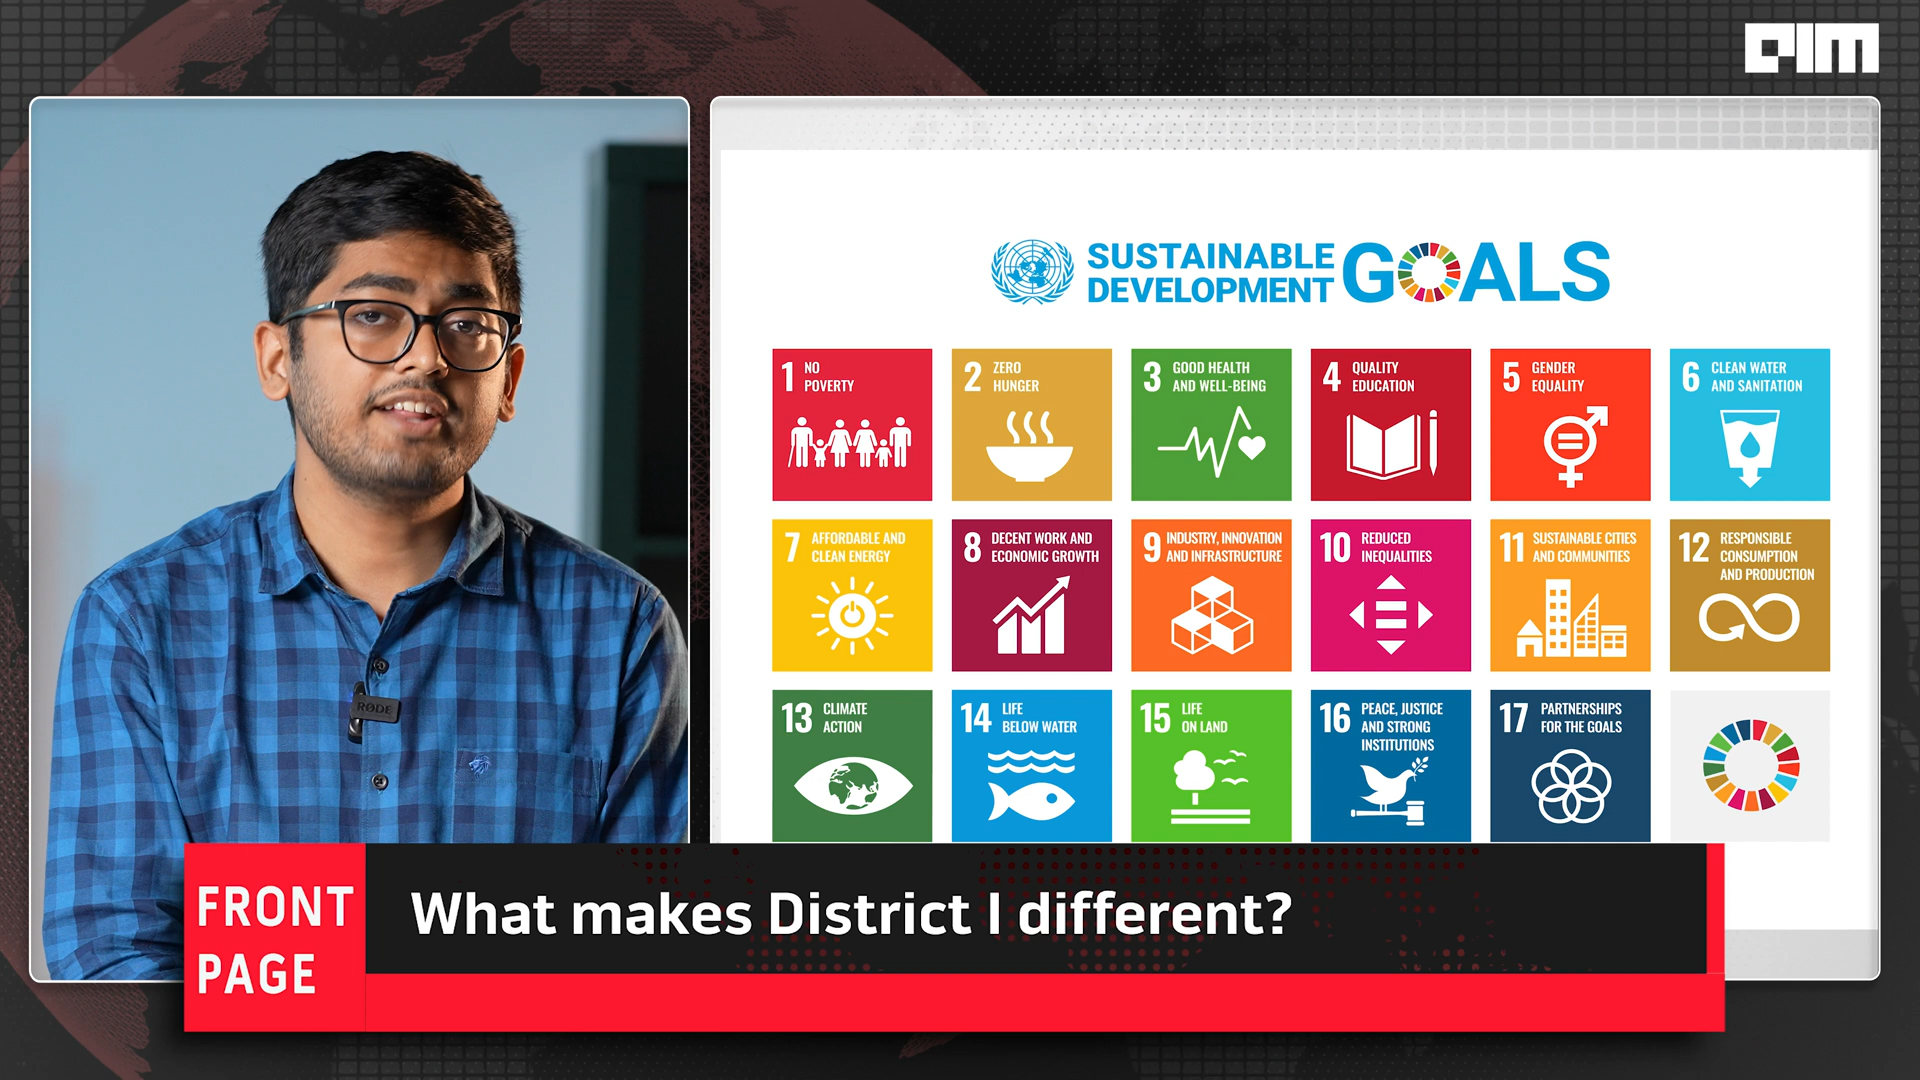 AIM
SUSTAINABLE
DEVELOPMENT
GOALS
1 NO
POVERTY
2 ZERO
HUNGER
3 GOOD HEALTH
AND WELL-BEING
4 QUALITY
EDUCATION
5 GENDER
EQUALITY
6 CLEAN WATER
AND SANITATION
7 AFFORDABLE AND
CLEAN ENERGY
8 DECENT WORK AND
ECONOMIC GROWTH
9 INDUSTRY, INNOVATION
AND INFRASTRUCTURE
10 REDUCED
INEQUALITIES
11 SUSTAINABLE CITIES
AND COMMUNITIES
12 RESPONSIBLE
CONSUMPTION
AND PRODUCTION
13 CLIMATE
ACTION
14 LIFE
BELOW WATER
15 LIFE
ON LAND
16 PEACE, JUSTICE
AND STRONG
INSTITUTIONS
17 PARTNERSHIPS
FOR THE GOALS
RØDE
FRONT
PAGE
What makes District I different?